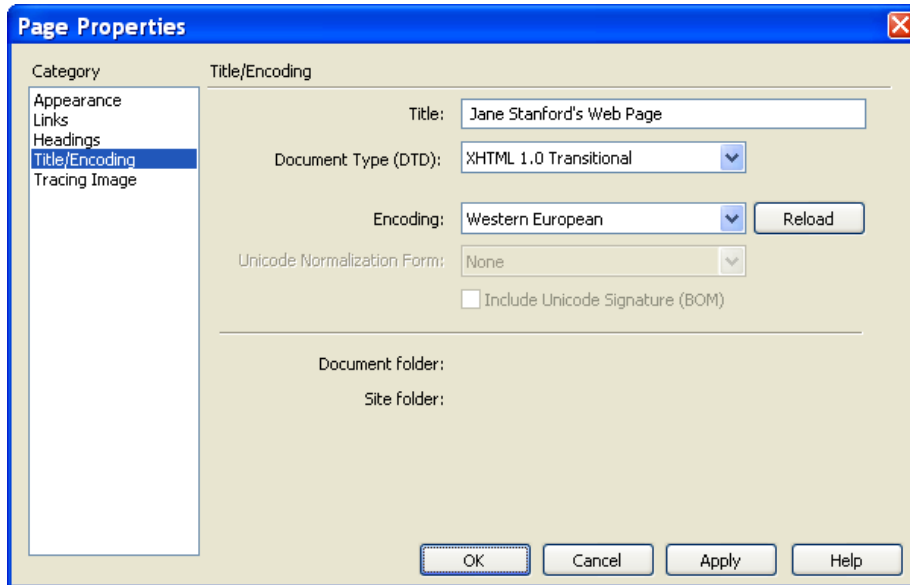 Page Properties
Category
Appearance
Links
Headings
Title/Encoding
Tracing Image
Title/Encoding
Title: Jane Stanford's Web Page
Document Type (DTD): XHTML 1.0 Transitional
Encoding: Western European Reload
Unicode Normalization Form: None
Include Unicode Signature (BOM)
Document folder:
Site folder:
OK Cancel Apply Help